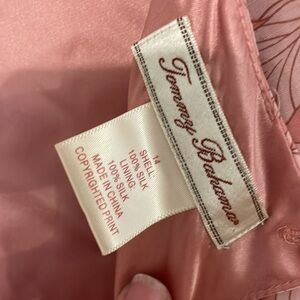 Tommy Bahama
14
SHELL:
100% SILK
LINING:
100% SILK
MADE IN CHINA
COPYRIGHTED PRINT